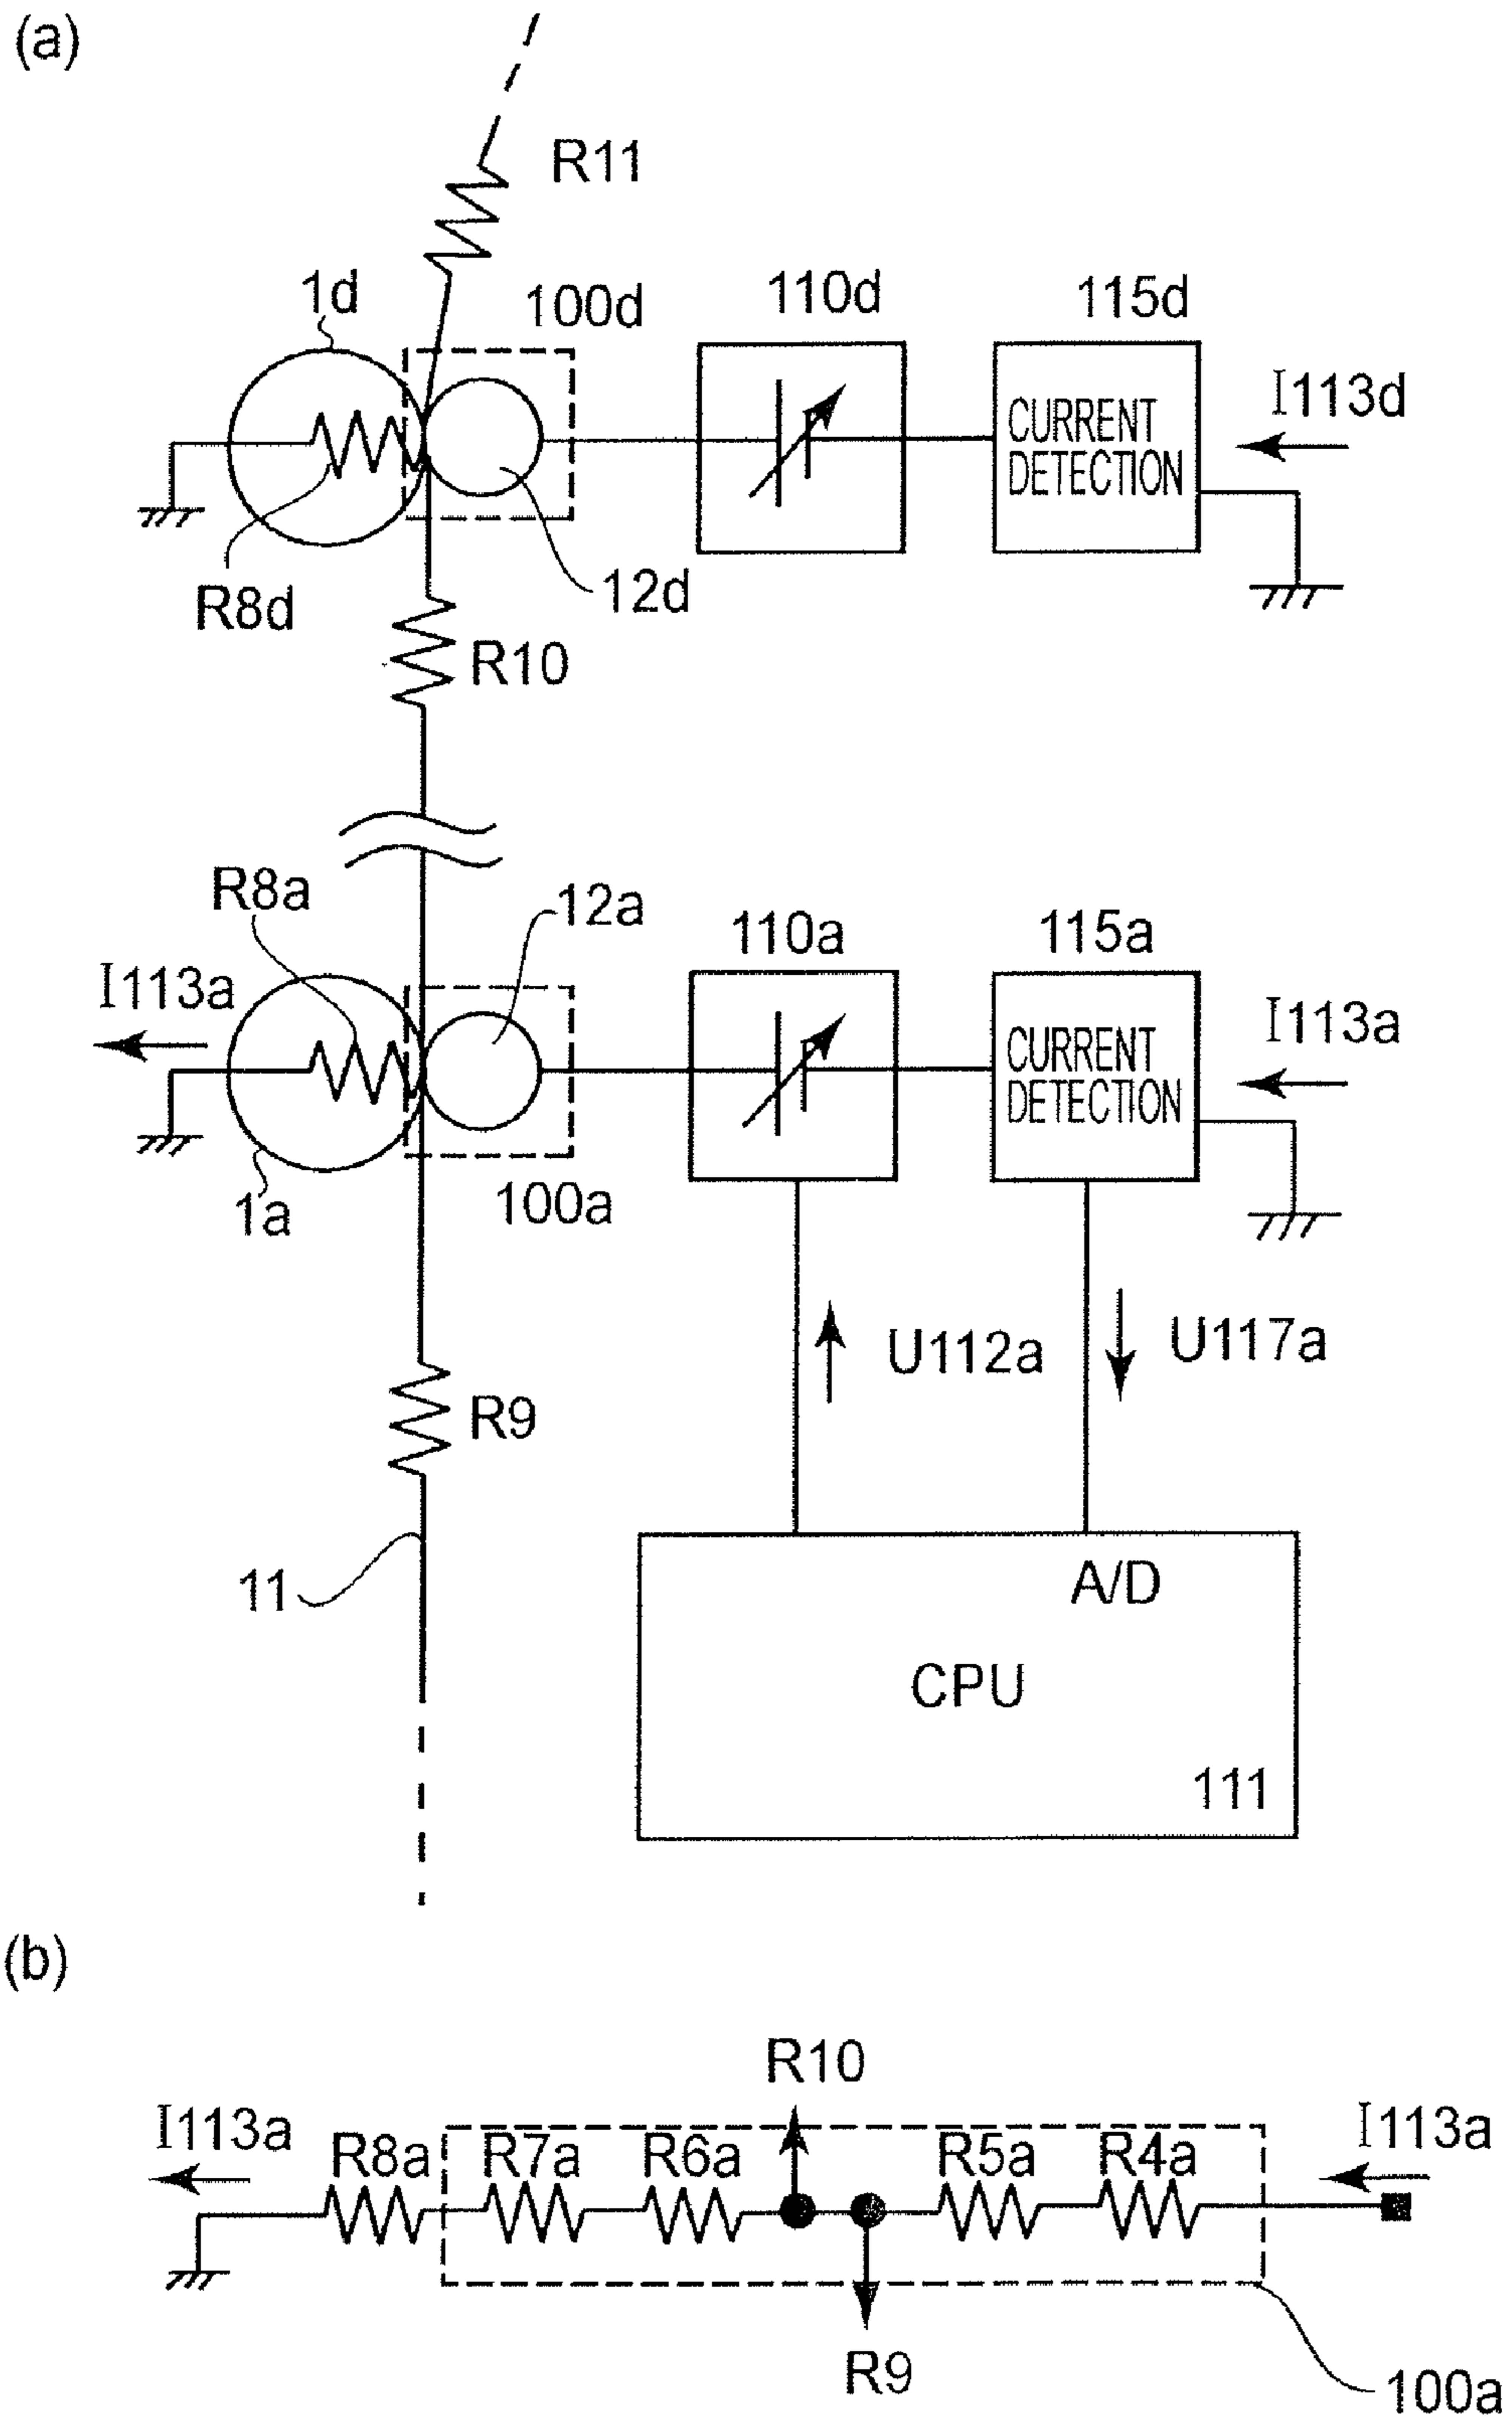 (a)
R11
1d
100d
110d
115d
CURRENT
DETECTION
I113d
R8d
12d
R10
R8a
12a
110a
115a
I113a
CURRENT
DETECTION
I113a
1a
100a
U112a
U117a
R9
11
A/D
CPU
111
(b)
R10
I113a
R8a
R7a
R6a
R5a
R4a
I113a
R9
100a